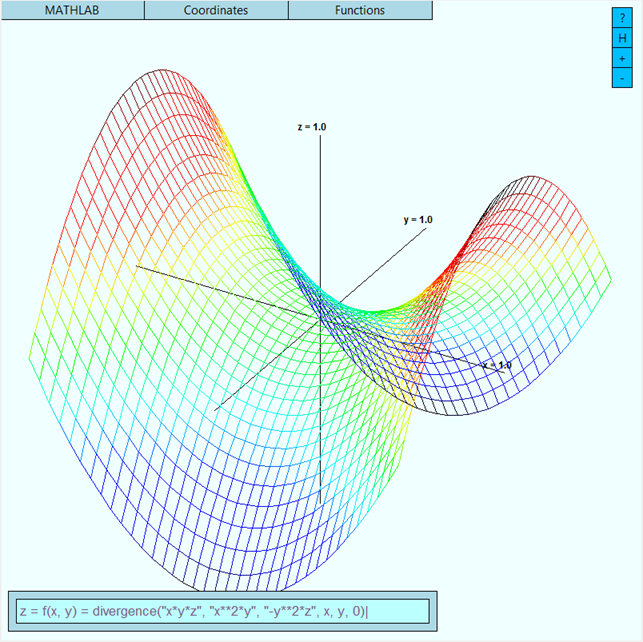 MATHLAB Coordinates Functions
?
H
+
-
z = 1.0
y = 1.0
x = 1.0
z = f(x, y) = divergence("x*y*z", "x**2*y", "-y**2*z", x, y, 0)|